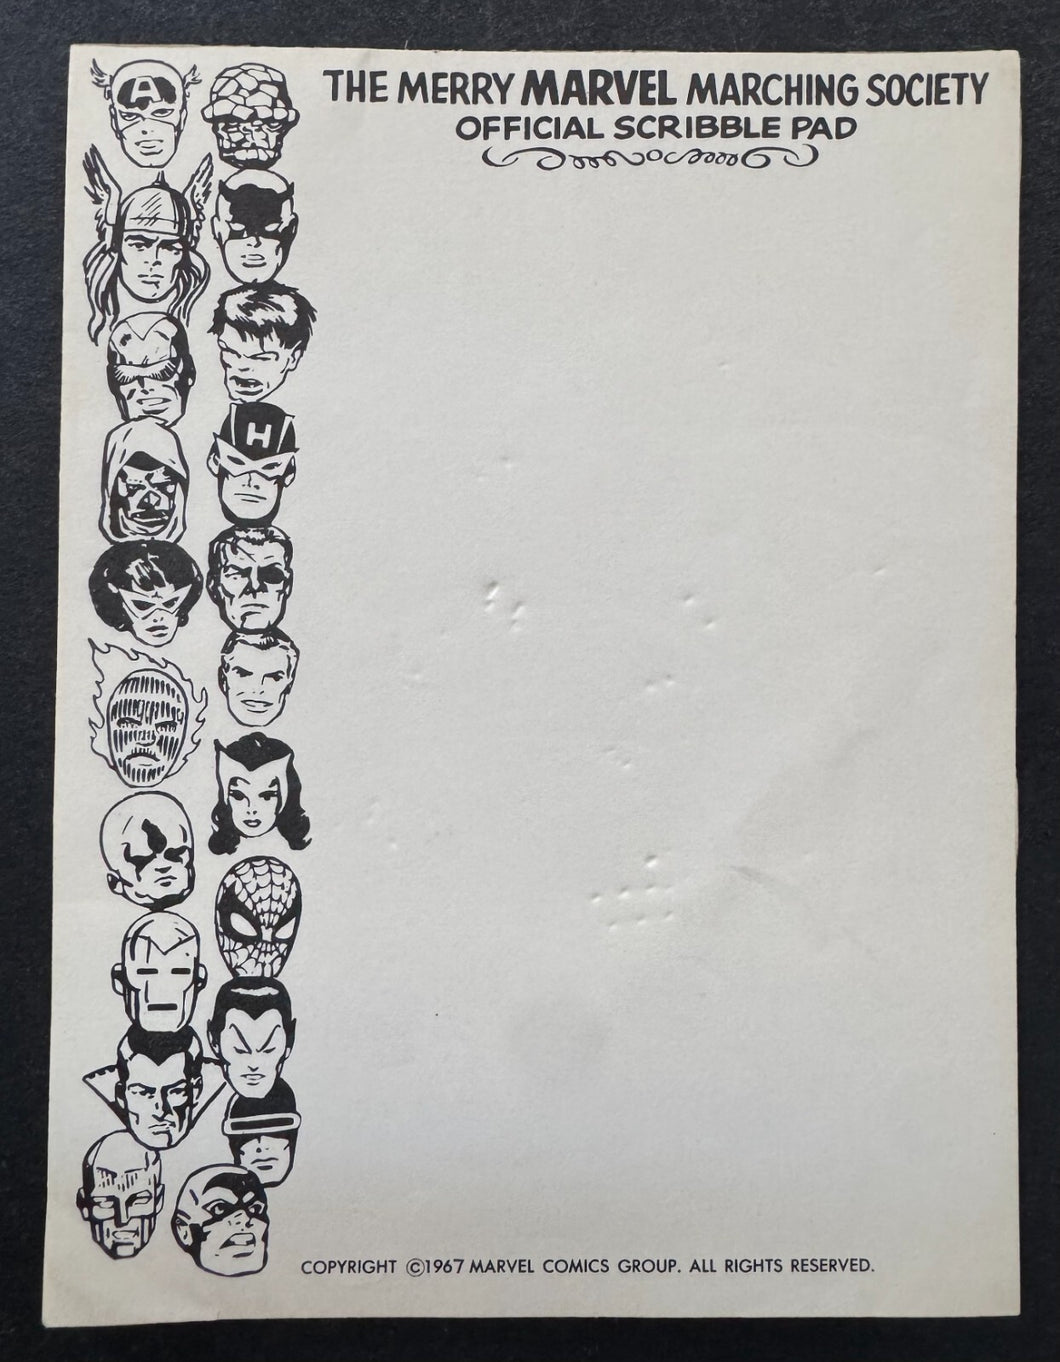 THE MERRY MARVEL MARCHING SOCIETY
OFFICIAL SCRIBBLE PAD
A
H
COPYRIGHT ©1967 MARVEL COMICS GROUP. ALL RIGHTS RESERVED.